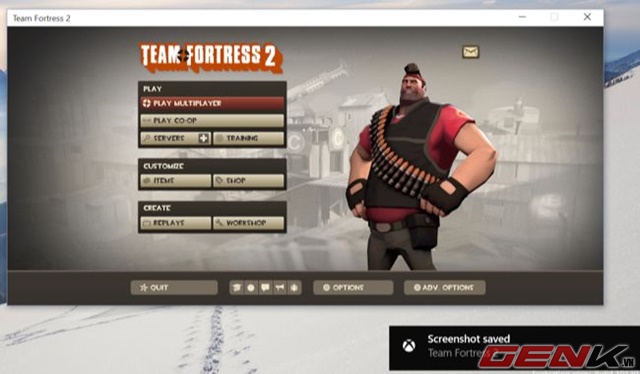 Team Fortress 2
TEAM FORTRESS 2
PLAY
PLAY MULTIPLAYER
PLAY CO-OP
SERVERS
TRAINING
CUSTOMIZE
ITEMS
SHOP
CREATE
REPLAYS
WORKSHOP
QUIT
OPTIONS
ADV. OPTIONS
Screenshot saved
Team Fortress
GENK.VN